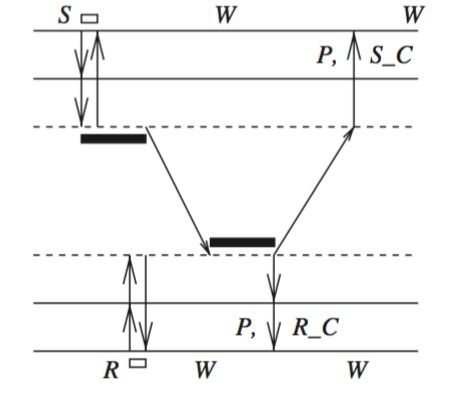 S W W
P, S_C
P, R_C
R W W